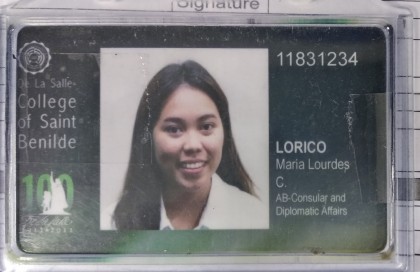 Signature
11831234
De La Salle-
College
of Saint
Benilde
LORICO
Maria Lourdes
C.
AB-Consular and
Diplomatic Affairs
100